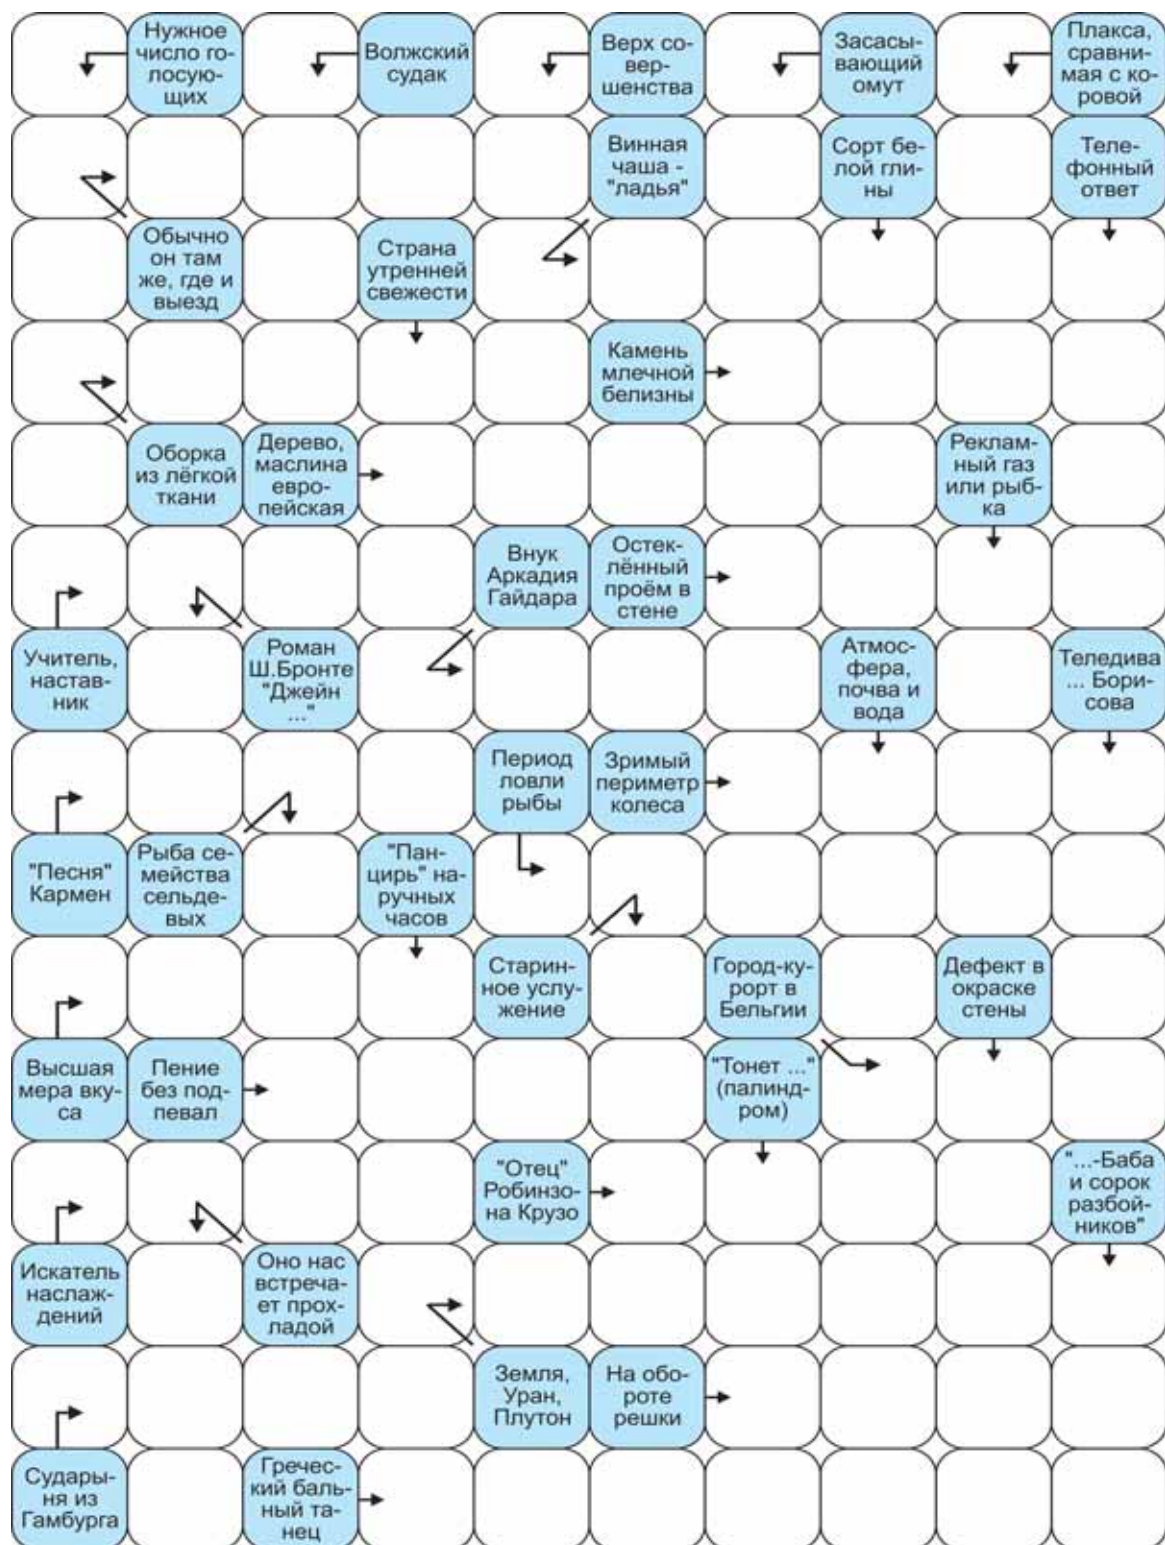 Нужное
число го-
лосую-
щих
Волжский
судак
Верх со-
вер-
шенства
Засасы-
вающий
омут
Плакса,
сравни-
мая с ко-
ровой
Винная
чаша -
"ладья"
Сорт бе-
лой гли-
ны
Теле-
фонный
ответ
Обычно
он там
же, где и
выезд
Страна
утренней
свежести
Камень
млечной
белизны
Оборка
из лёгкой
ткани
Дерево,
маслина
евро-
пейская
Реклам-
ный газ
или рыб-
ка
Внук
Аркадия
Гайдара
Остек-
лённый
проём в
стене
Учитель,
настав-
ник
Роман
Ш.Бронте
"Джейн
..."
Атмос-
фера,
почва и
вода
Теледива
... Бори-
сова
Период
ловли
рыбы
Зримый
периметр
колеса
"Песня"
Кармен
Рыба се-
мейства
сельде-
вых
"Пан-
цирь" на-
ручных
часов
Старин-
ное услу-
жение
Город-ку-
рорт в
Бельгии
Дефект в
окраске
стены
Высшая
мера вку-
са
Пение
без под-
певал
"Тонет ..."
(палинд-
ром)
"Отец"
Робинзо-
на Крузо
"...-Баба
и сорок
разбой-
ников"
Искатель
наслаж-
дений
Оно нас
встреча-
ет прох-
ладой
Земля,
Уран,
Плутон
На обо-
роте
решки
Судары-
ня из
Гамбурга
Гречес-
кий баль-
ный та-
нец